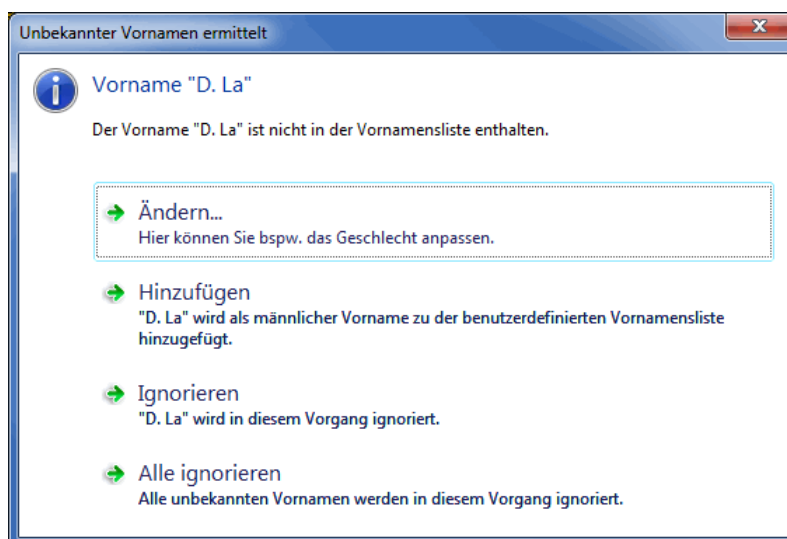 Unbekannter Vornamen ermittelt
Vorname "D. La"
Der Vorname "D. La" ist nicht in der Vornamensliste enthalten.
Ändern...
Hier können Sie bspw. das Geschlecht anpassen.
Hinzufügen
"D. La" wird als männlicher Vorname zu der benutzerdefinierten Vornamensliste
hinzugefügt.
Ignorieren
"D. La" wird in diesem Vorgang ignoriert.
Alle ignorieren
Alle unbekannten Vornamen werden in diesem Vorgang ignoriert.